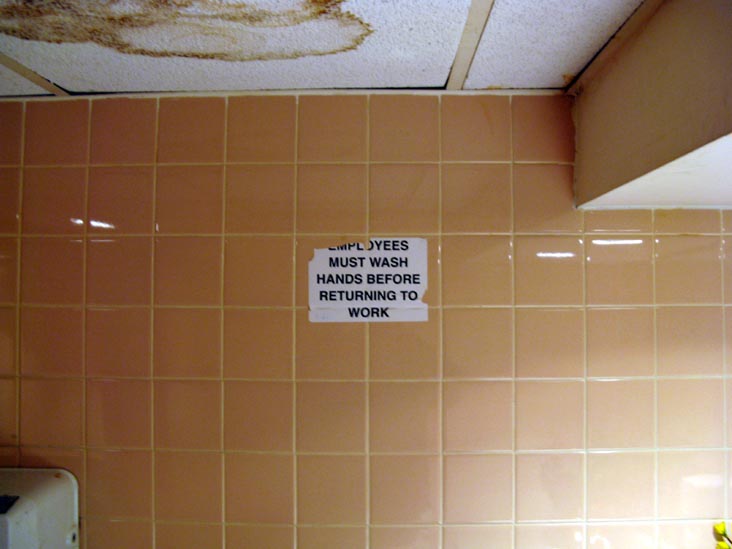 EMPLOYEES
MUST WASH
HANDS BEFORE
RETURNING TO
WORK